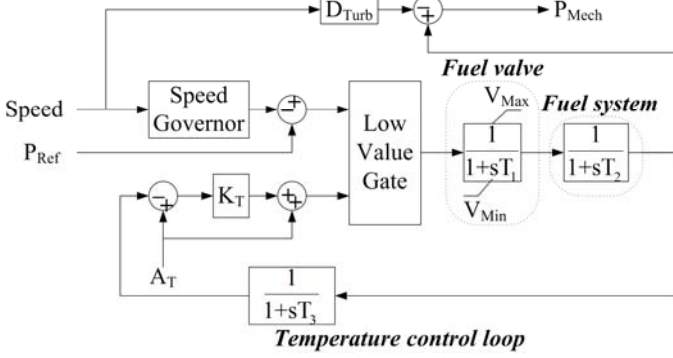 D_Turb
P_Mech
Fuel valve
Speed
Speed
Governor
P_Ref
Low
Value
Gate
V_Max
1
1+sT_1
V_Min
Fuel system
1
1+sT_2
K_T
A_T
1
1+sT_3
Temperature control loop